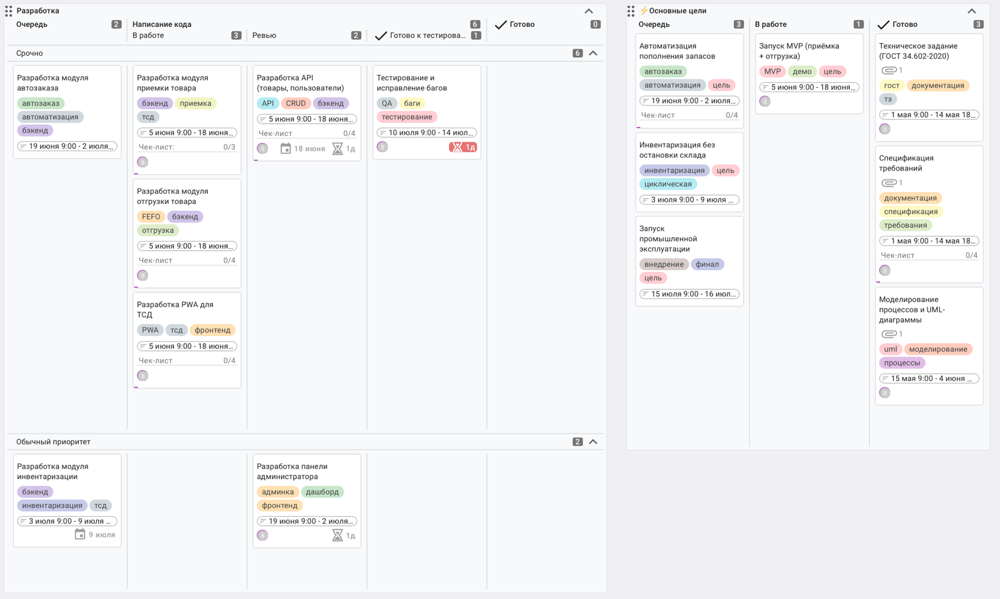 Разработка
Очередь 2
Написание кода 6
Готово 0
В работе 3
Ревью 2
Готово к тестирова... 1
Срочно 6
Разработка модуля
автозаказа
автозаказ
автоматизация
бэкенд
19 июня 9:00 - 2 июля...
Разработка модуля
приемки товара
бэкенд приемка
тсд
5 июня 9:00 - 18 июня...
Чек-лист: 0/3
8
Разработка модуля
отгрузки товара
FEFO бэкенд
отгрузка
5 июня 9:00 - 18 июня...
Чек-лист 0/4
8
Разработка PWA для
ТСД
PWA тсд фронтенд
5 июня 9:00 - 18 июня...
Чек-лист 0/4
8
Разработка API
(товары, пользователи)
API CRUD бэкенд
5 июня 9:00 - 18 июня...
Чек-лист 0/4
8 18 июня 1д
Тестирование и
исправление багов
QA баги
тестирование
10 июля 9:00 - 14 июл...
8 1д
Обычный приоритет 2
Разработка модуля
инвентаризации
бэкенд
инвентаризация тсд
3 июля 9:00 - 9 июля ...
9 июля
Разработка панели
администратора
админка дашборд
фронтенд
19 июня 9:00 - 2 июля...
8 1д
⚡Основные цели
Очередь 3
В работе 1
Готово 3
Автоматизация
пополнения запасов
автозаказ
автоматизация цель
19 июня 9:00 - 2 июля...
Чек-лист 0/4
Инвентаризация без
остановки склада
инвентаризация цель
циклическая
3 июля 9:00 - 9 июля ...
Запуск
промышленной
эксплуатации
внедрение финал
цель
15 июля 9:00 - 16 июл...
Запуск MVP (приёмка
+ отгрузка)
MVP демо цель
5 июня 9:00 - 18 июня...
8
Техническое задание
(ГОСТ 34.602-2020)
1
гост документация
тз
1 мая 9:00 - 14 мая 18...
8
Спецификация
требований
1
документация
спецификация
требования
1 мая 9:00 - 14 мая 18...
Чек-лист 0/4
8
Моделирование
процессов и UML-
диаграммы
1
uml моделирование
процессы
15 мая 9:00 - 4 июня ...
8